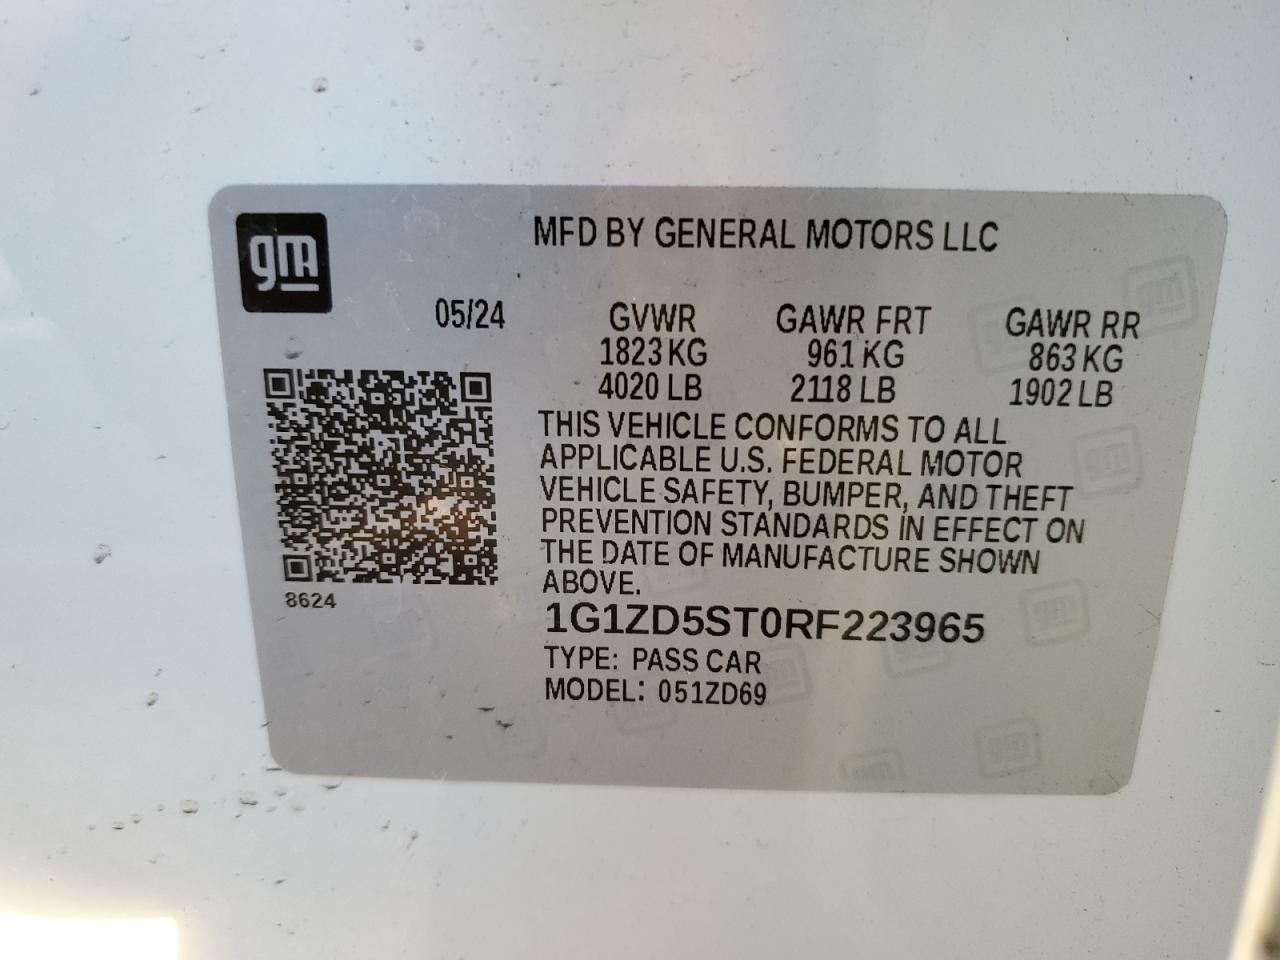 gm
MFD BY GENERAL MOTORS LLC
05/24 GVWR GAWR FRT GAWR RR
1823 KG 961 KG 863 KG
4020 LB 2118 LB 1902 LB
THIS VEHICLE CONFORMS TO ALL
APPLICABLE U.S. FEDERAL MOTOR
VEHICLE SAFETY, BUMPER, AND THEFT
PREVENTION STANDARDS IN EFFECT ON
THE DATE OF MANUFACTURE SHOWN
ABOVE.
8624
1G1ZD5ST0RF223965
TYPE: PASS CAR
MODEL: 051ZD69